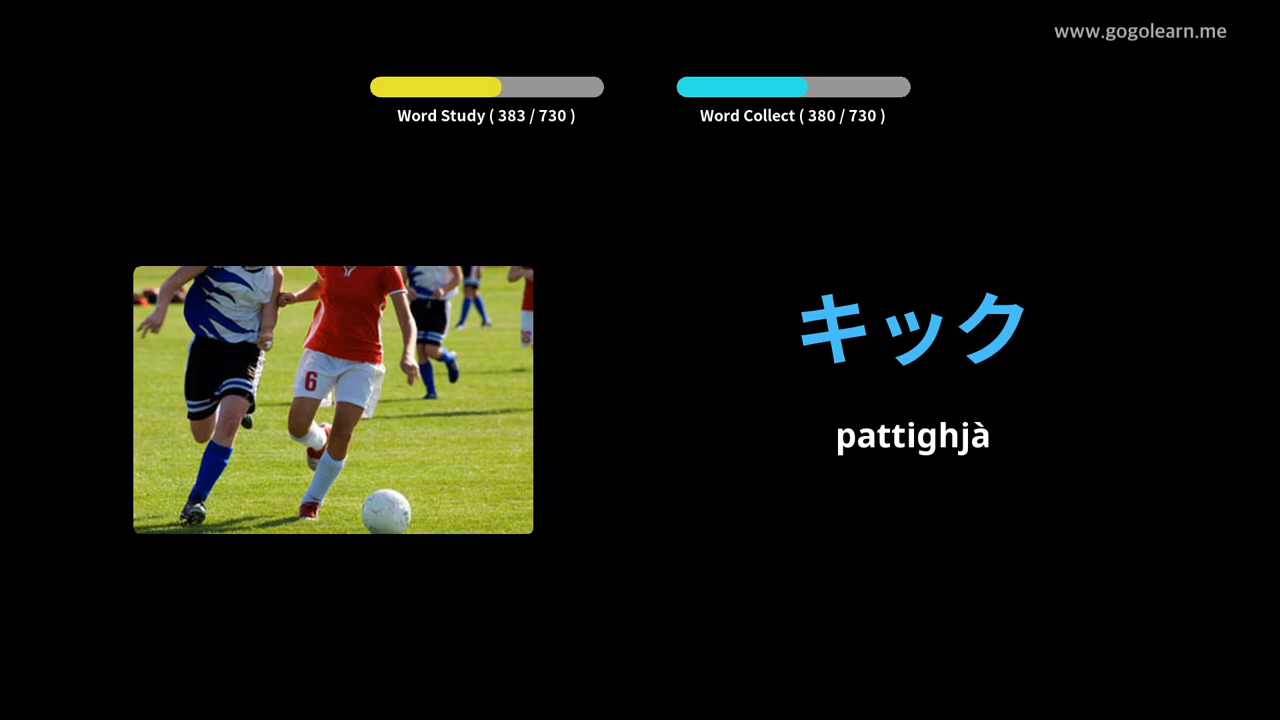 www.gogolearn.me
Word Study ( 383 / 730 )
Word Collect ( 380 / 730 )
6
キック
pattighjà